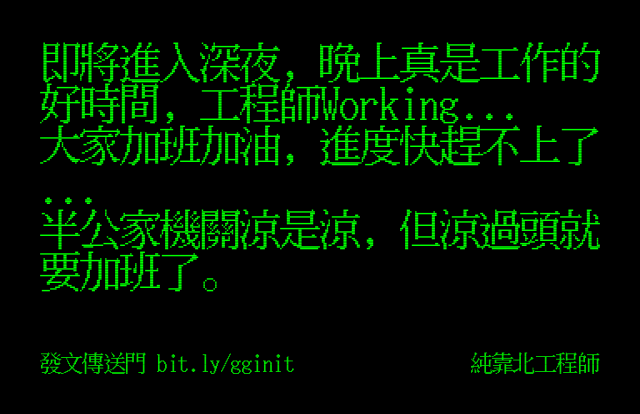 即將進入深夜, 晚上真是工作的
好時間, 工程師Working...
大家加班加油, 進度快趕不上了
...
半公家機關涼是涼, 但涼過頭就
要加班了。
發文傳送門 bit.ly/gginit
純靠北工程師